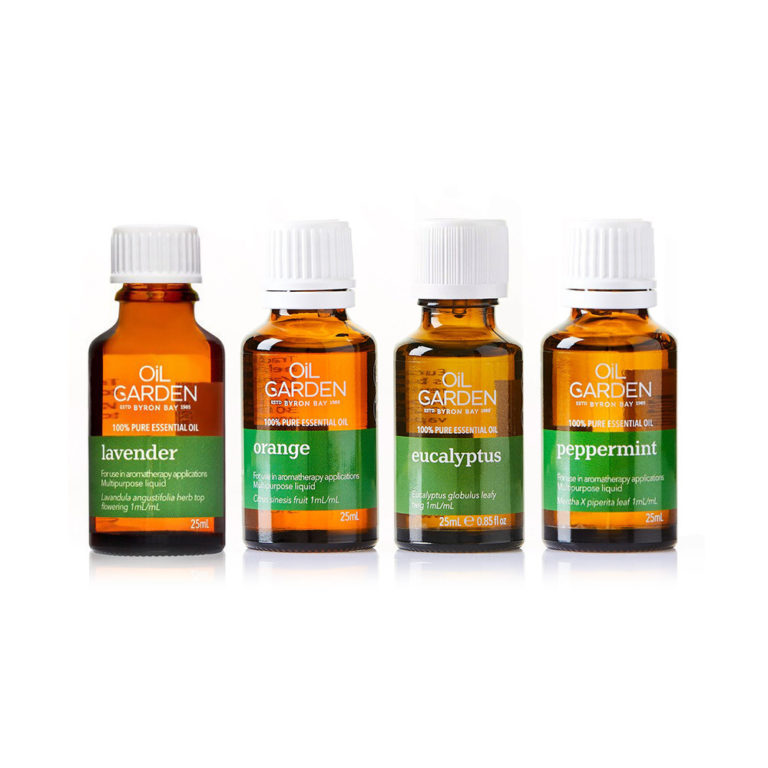 OiL
GARDEN
ESTD BYRON BAY 1985
100% PURE ESSENTIAL OIL
lavender
For use in aromatherapy applications
Multipurpose liquid
Lavandula angustifolia herb top
flowering 1mL/mL
25mL
OiL
GARDEN
ESTD BYRON BAY 1985
100% PURE ESSENTIAL OIL
orange
For use in aromatherapy applications
Multipurpose liquid
Citrus sinesis fruit 1mL/mL
25mL
OiL
GARDEN
ESTD BYRON BAY 1985
100% PURE ESSENTIAL OIL
eucalyptus
Eucalyptus globulus leafy
twig 1mL/mL
25mL ℮ 0.85 fl oz
OiL
GARDEN
ESTD BYRON BAY 1985
100% PURE ESSENTIAL OIL
peppermint
For use in aromatherapy applications
Multipurpose liquid
Mentha X piperita leaf 1mL/mL
25mL